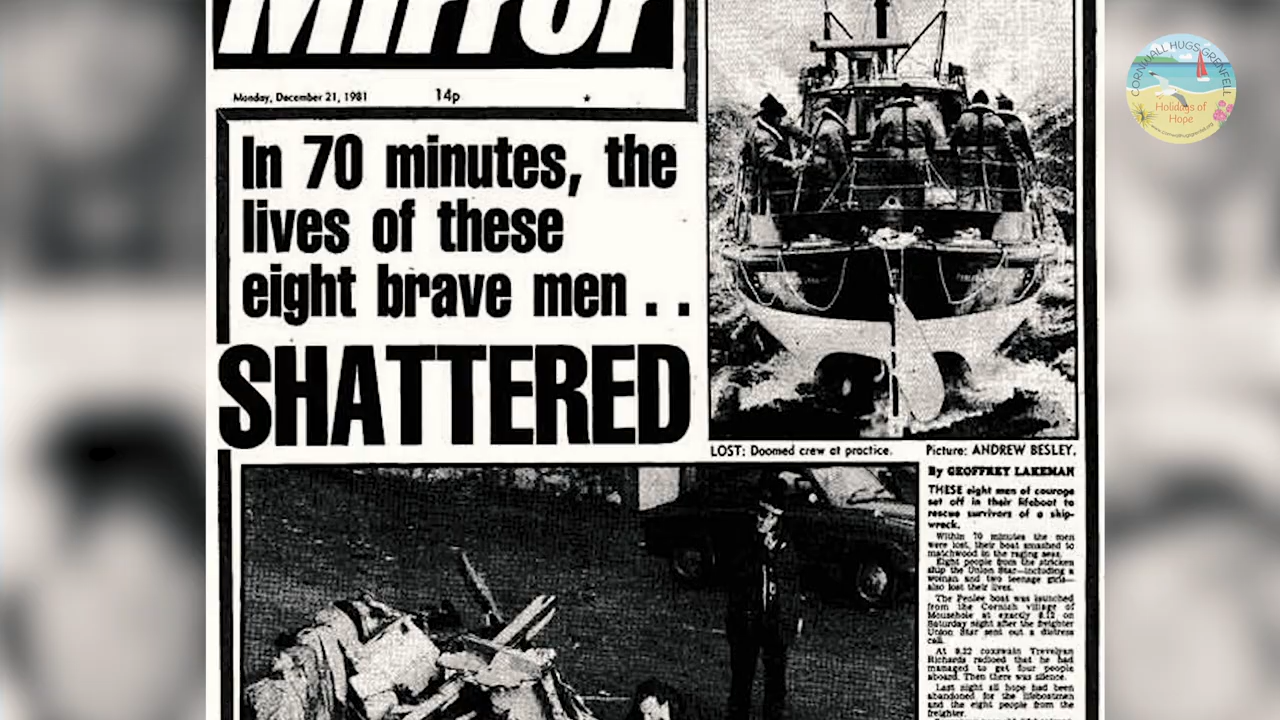 Mirror
Monday, December 21, 1981
14p
In 70 minutes, the
lives of these
eight brave men . .
SHATTERED
LOST: Doomed crew at practice.
Picture: ANDREW BESLEY.
By GEOFFREY LAKEMAN
THESE eight men of courage
set off in their lifeboat to
rescue survivors of a ship-
wreck.
Within 70 minutes the men
were lost, their boat smashed to
matchwood in the raging seas.
Eight people from the stricken
ship the Union Star—including a
woman and two teenage girls—
also lost their lives.
The Penlee boat was launched
from the Cornish village of
Mousehole at exactly 8.12 on
Saturday night after the freighter
Union Star sent out a distress
call.
At 9.22 coxswain Trevelyan
Richards radioed that he had
managed to get four people
aboard. Then there was silence.
Last night all hope had been
abandoned for the lifeboatmen
and the eight people from the
freighter.
CORNWALL HUGS GRENFELL
Holidays of
Hope
www.cornwallhugsgrenfell.org